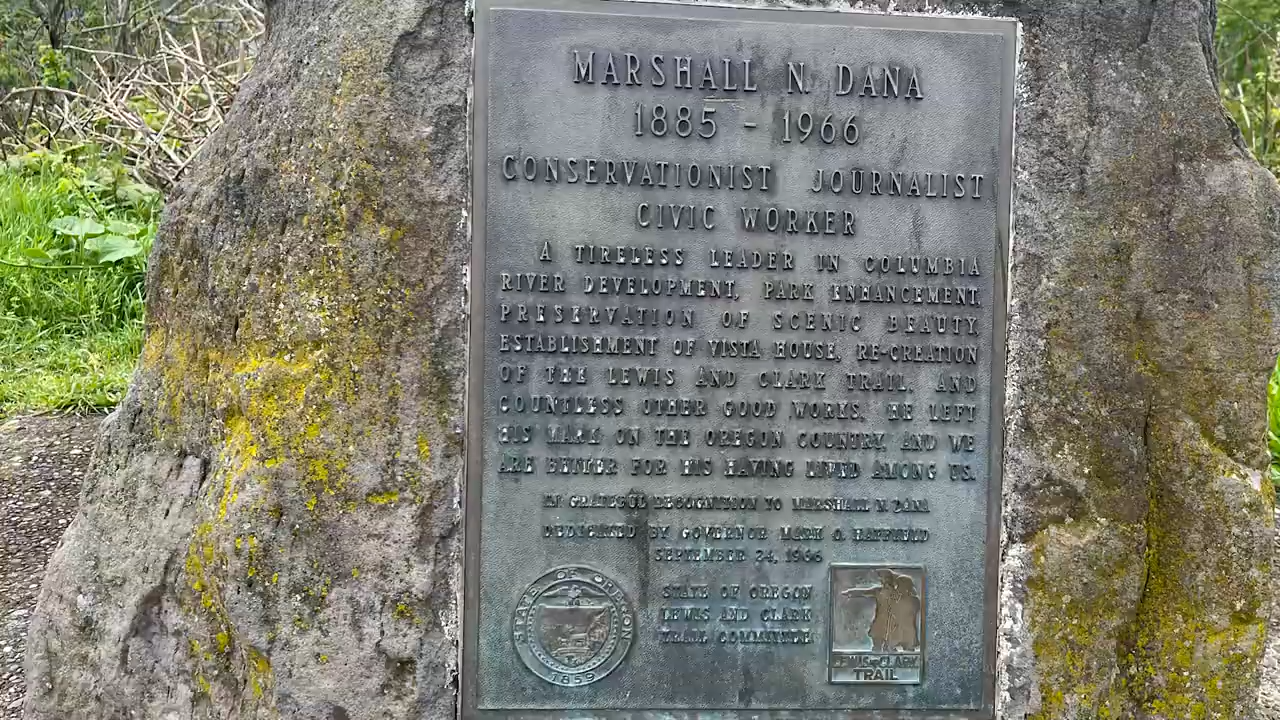 MARSHALL N. DANA
1885 - 1966
CONSERVATIONIST JOURNALIST
CIVIC WORKER
A TIRELESS LEADER IN COLUMBIA
RIVER DEVELOPMENT, PARK ENHANCEMENT,
PRESERVATION OF SCENIC BEAUTY,
ESTABLISHMENT OF VISTA HOUSE, RE-CREATION
OF THE LEWIS AND CLARK TRAIL, AND
COUNTLESS OTHER GOOD WORKS. HE LEFT
HIS MARK ON THE OREGON COUNTRY, AND WE
ARE BETTER FOR HIS HAVING LIVED AMONG US.
IN GRATEFUL RECOGNITION TO MARSHALL N. DANA
DEDICATED BY GOVERNOR MARK O. HATFIELD
SEPTEMBER 24, 1966
STATE OF OREGON
1859
STATE OF OREGON
LEWIS AND CLARK
TRAIL COMMITTEE
LEWIS AND CLARK
TRAIL